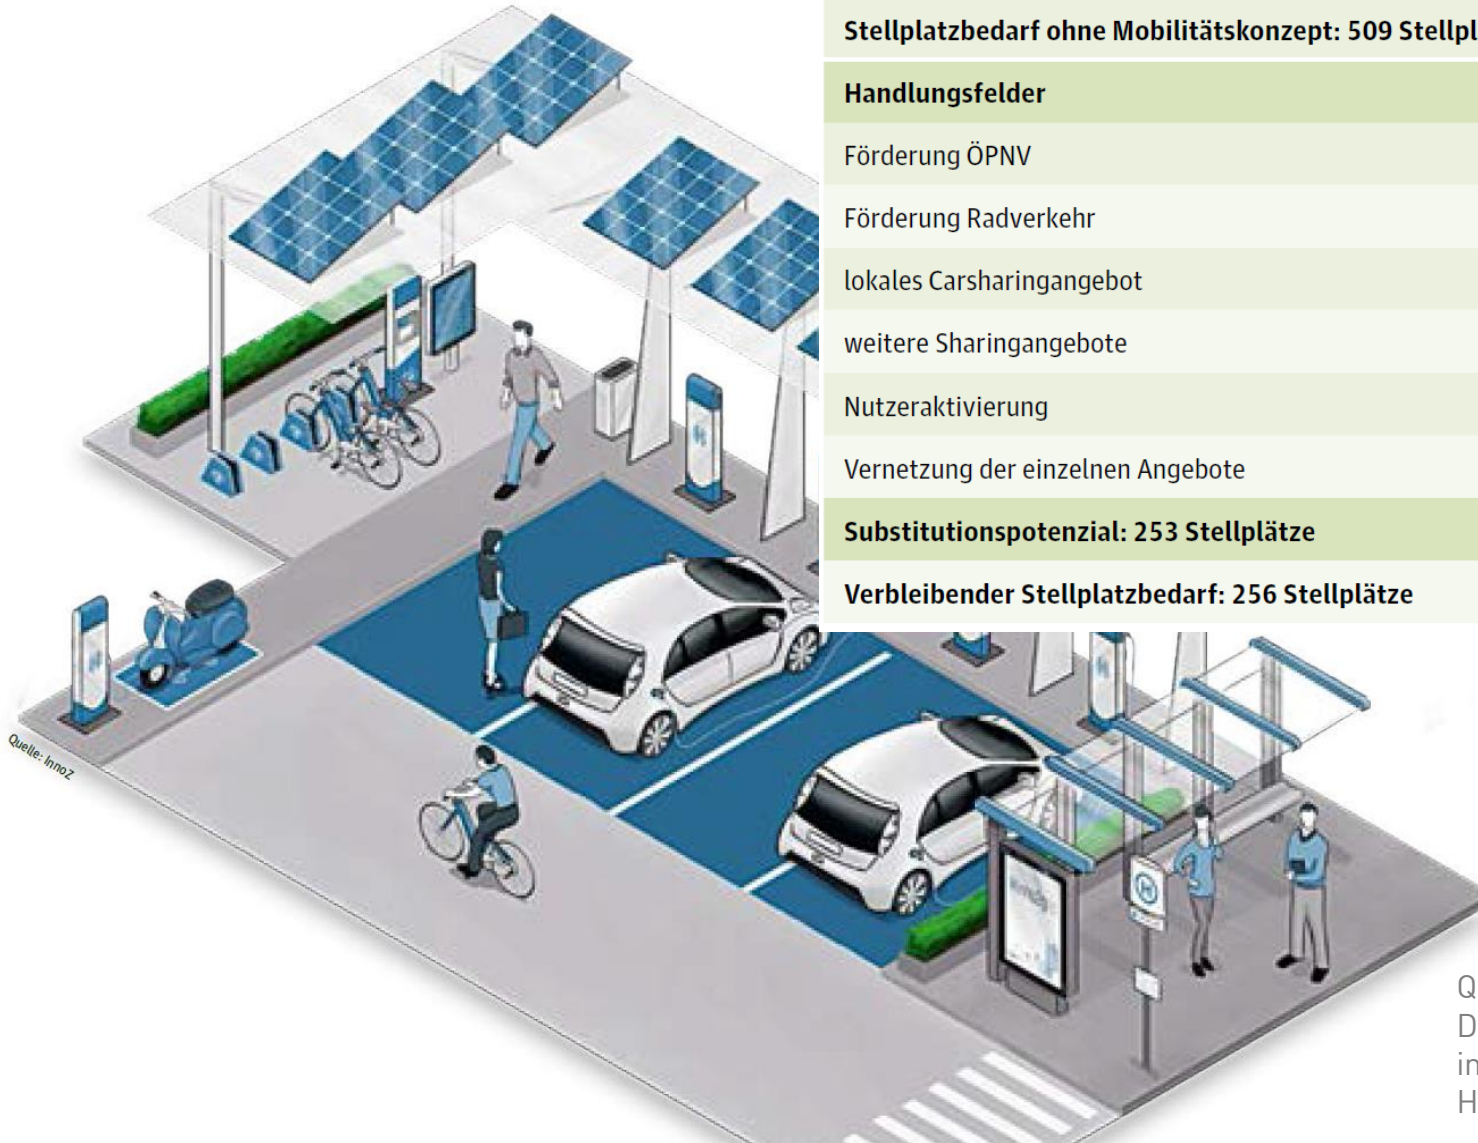 Stellplatzbedarf ohne Mobilitätskonzept: 509 Stellpl
Handlungsfelder
Förderung ÖPNV
Förderung Radverkehr
lokales Carsharingangebot
weitere Sharingangebote
Nutzeraktivierung
Vernetzung der einzelnen Angebote
Substitutionspotenzial: 253 Stellplätze
Verbleibender Stellplatzbedarf: 256 Stellplätze
Quelle: InnoZ
H
Q
D
in
H